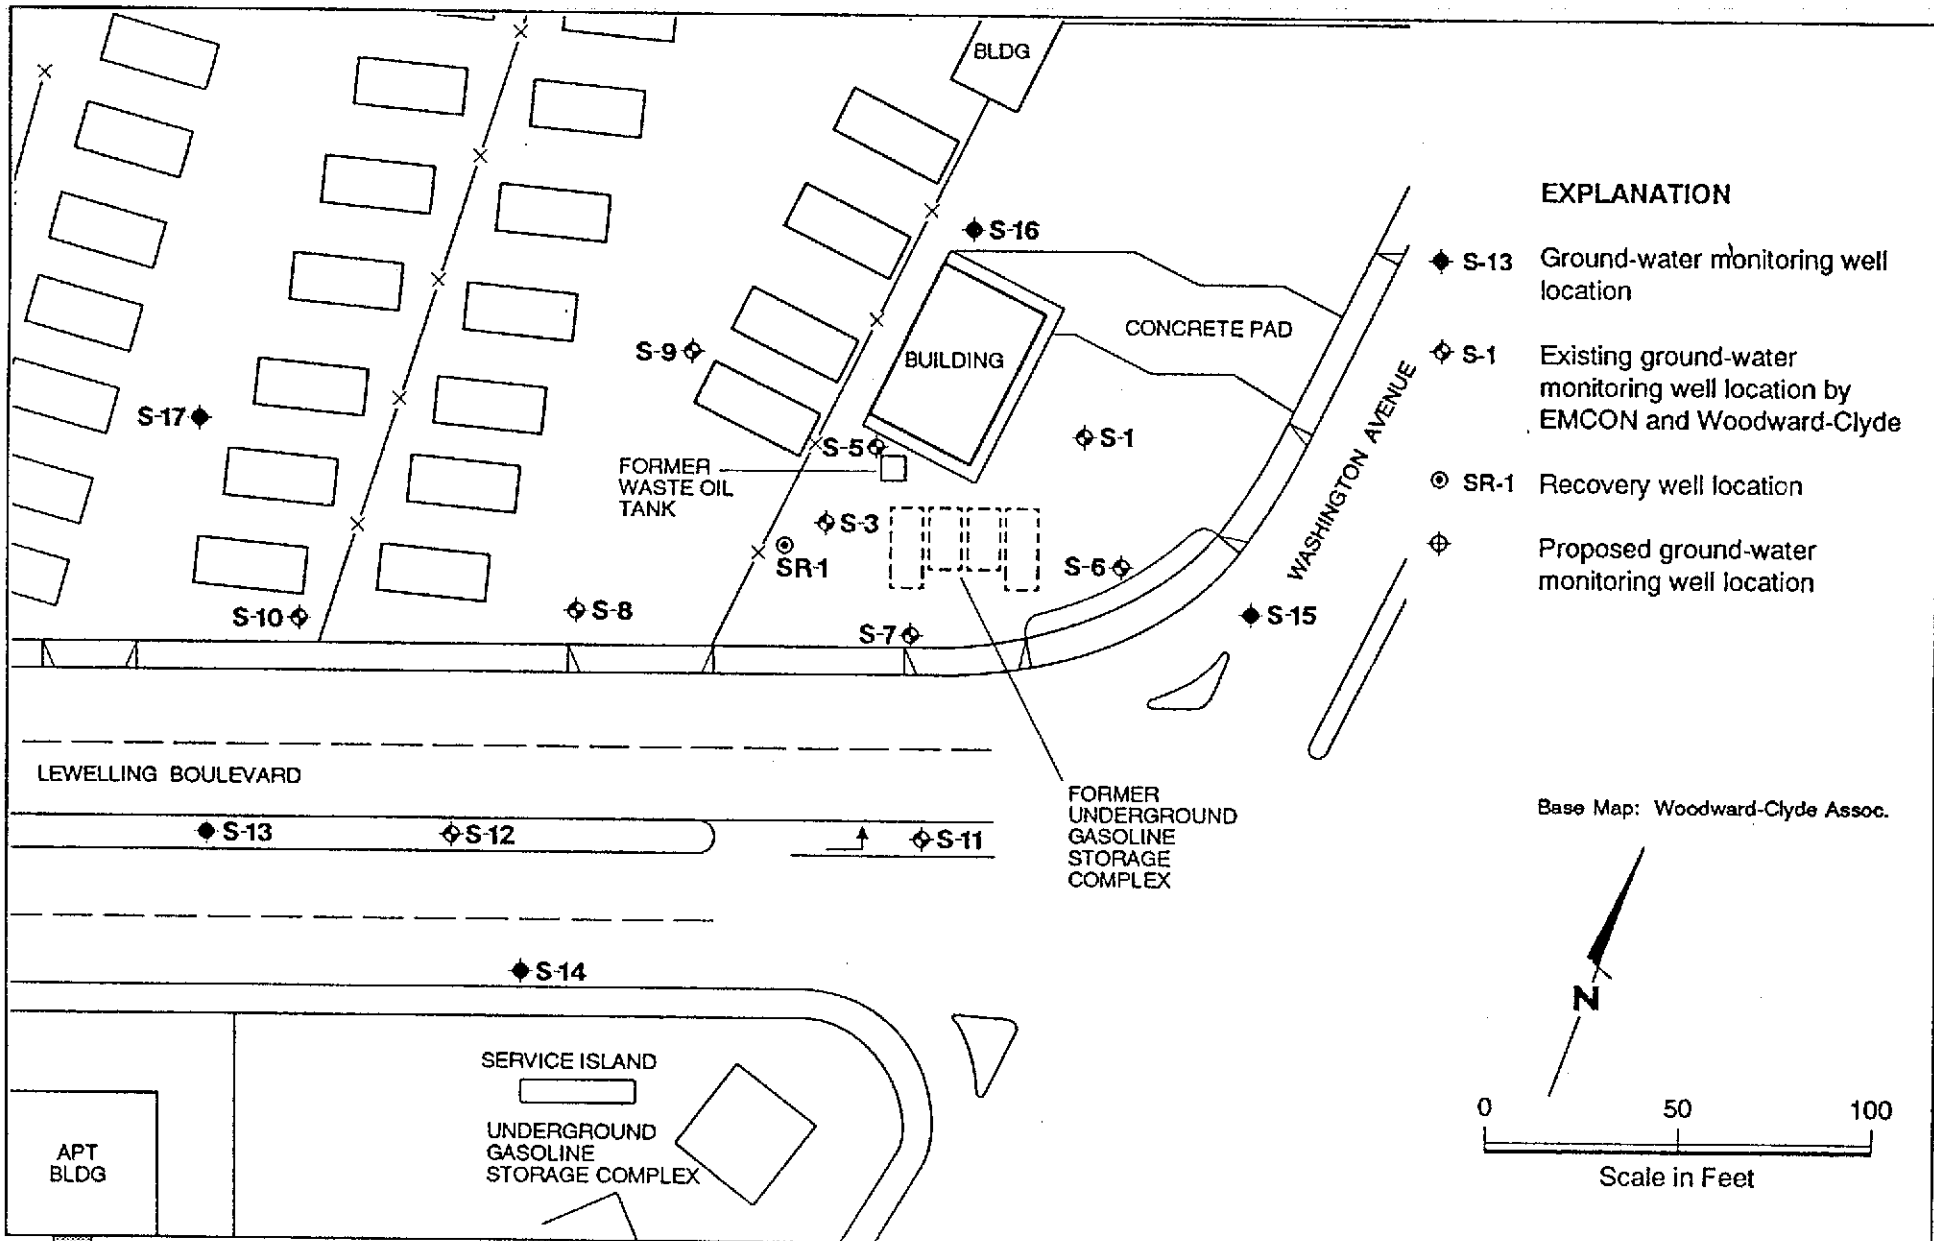 BLDG
S-16
S-9
BUILDING
CONCRETE PAD
S-17
S-5
S-1
FORMER
WASTE OIL
TANK
S-3
SR-1
S-6
WASHINGTON AVENUE
S-10
S-8
S-7
S-15
LEWELLING BOULEVARD
S-13
S-12
S-11
FORMER
UNDERGROUND
GASOLINE
STORAGE
COMPLEX
S-14
SERVICE ISLAND
UNDERGROUND
GASOLINE
STORAGE COMPLEX
APT
BLDG
EXPLANATION
S-13 Ground-water monitoring well
location
S-1 Existing ground-water
monitoring well location by
EMCON and Woodward-Clyde
SR-1 Recovery well location
Proposed ground-water
monitoring well location
Base Map: Woodward-Clyde Assoc.
N
0 50 100
Scale in Feet